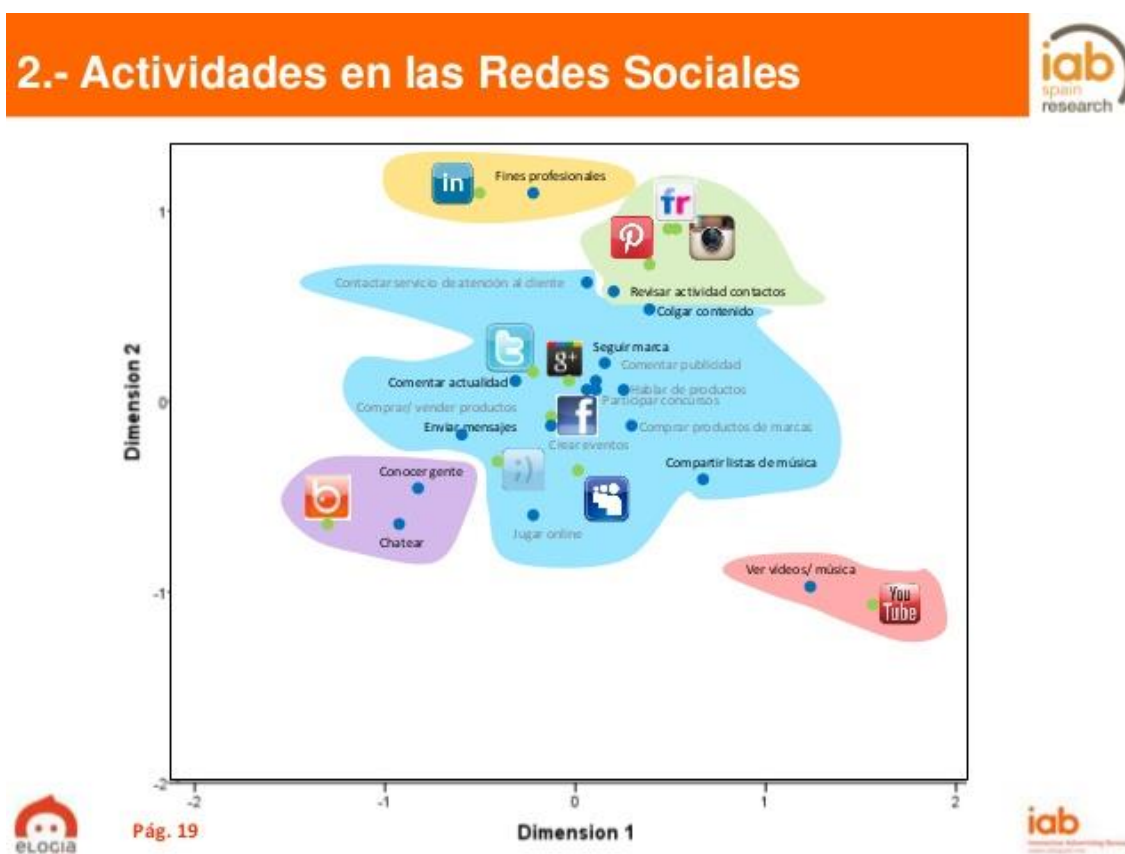 2.- Actividades en las Redes Sociales
iab
spain
research
in
Fines profesionales
fr
1
Contactar servicio de atención al cliente
Revisar actividad contactos
Colgar contenido
Dimension 2
g+
Seguir marca
Comentar publicidad
Comentar actualidad
Hablar de productos
0
Participar concursos
Comprar/ vender productos
f
Enviar mensajes
Comprar productos de marcas
Crear eventos
;)
Compartir listas de música
Conocer gente
b
Jugar online
Chatear
Ver videos/ música
-1
You
Tube
-2
-2
-1
0
1
2
eLOGIA
Pág. 19
Dimension 1
iab